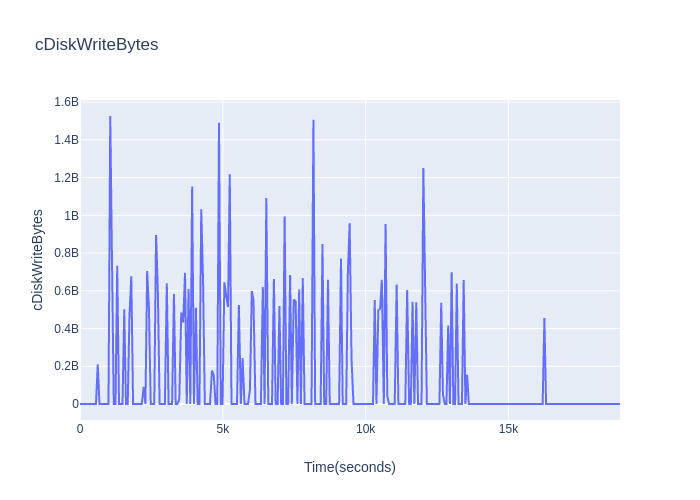 cDiskWriteBytes
1.6B
1.4B
1.2B
1B
0.8B
0.6B
0.4B
0.2B
0
cDiskWriteBytes
0 5k 10k 15k
Time(seconds)